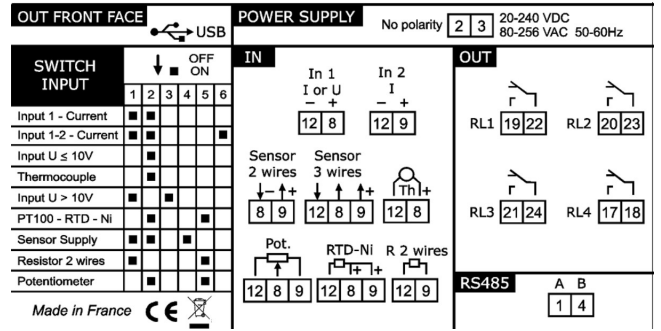 OUT FRONT FACE
USB
POWER SUPPLY
No polarity 2 3 20-240 VDC
80-256 VAC 50-60Hz
SWITCH
INPUT
OFF
ON
1 2 3 4 5 6
Input 1 - Current
Input 1-2 - Current
Input U ≤ 10V
Thermocouple
Input U > 10V
PT100 - RTD - Ni
Sensor Supply
Resistor 2 wires
Potentiometer
Made in France CE
IN
In 1
I or U
- +
12 8
In 2
I
- +
12 9
Sensor
2 wires
- +
8 9
Sensor
3 wires
+
12 8 9
Th +
12 8
Pot.
12 8 9
RTD-Ni
+ +
12 8 9
R 2 wires
12 9
OUT
RL1 19 22
RL2 20 23
RL3 21 24
RL4 17 18
RS485
A B
1 4